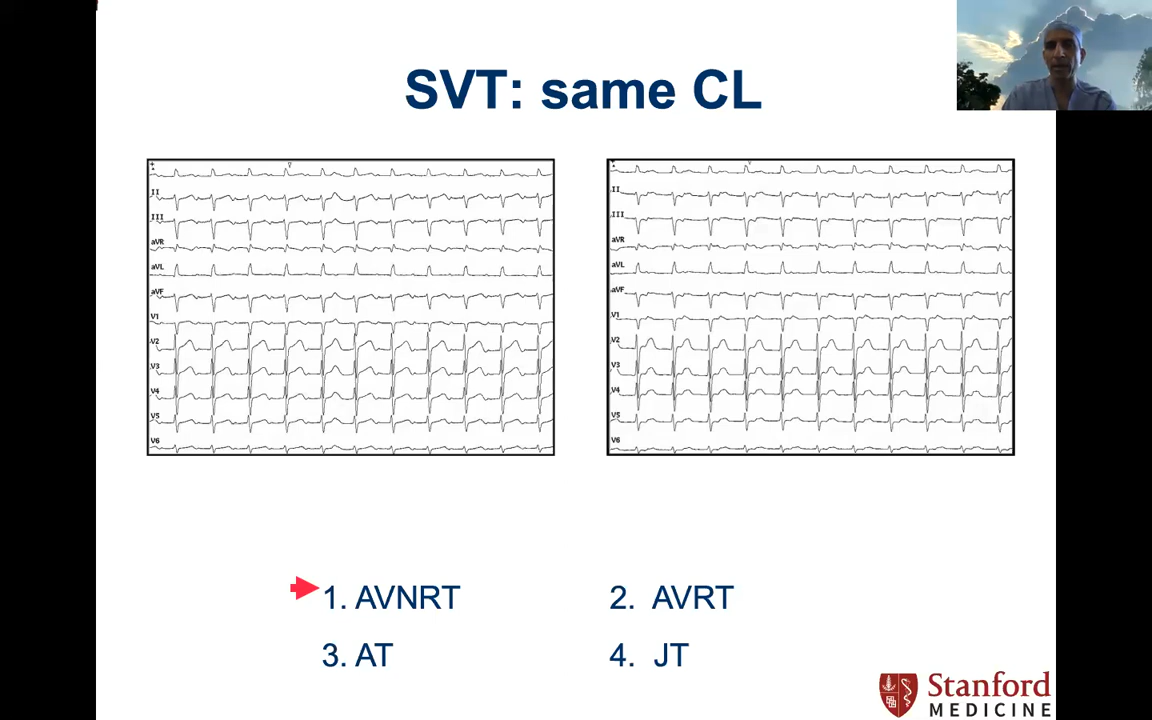 SVT: same CL
II
III
aVR
aVL
aVF
V1
V2
V3
V4
V5
V6
II
III
aVR
aVL
aVF
V1
V2
V3
V4
V5
V6
1. AVNRT
2. AVRT
3. AT
4. JT
Stanford
MEDICINE